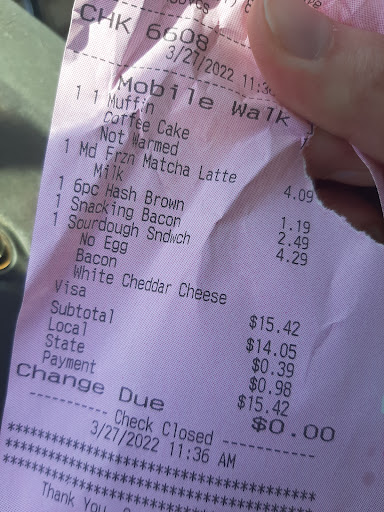 CHK 6608
3/27/2022 11:3
Mobile Walk
1 1 Muffin
Coffee Cake
Not Warmed
1 Md Frzn Matcha Latte 4.09
Milk
1 6pc Hash Brown 1.19
1 Snacking Bacon 2.49
1 Sourdough Sndwch 4.29
No Egg
Bacon
White Cheddar Cheese
Visa $15.42
Subtotal $14.05
Local $0.39
State $0.98
Payment $15.42
Change Due $0.00
---------- Check Closed ----------
3/27/2022 11:36 AM
Thank You